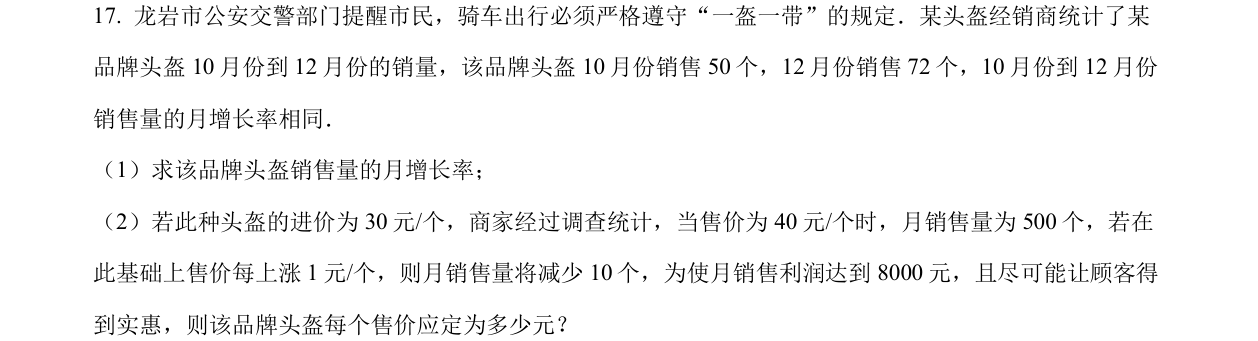 17. 龙岩市公安交警部门提醒市民，骑车出行必须严格遵守“一盔一带”的规定．某头盔经销商统计了某
品牌头盔 10 月份到 12 月份的销量，该品牌头盔 10 月份销售 50 个，12 月份销售 72 个，10 月份到 12 月份
销售量的月增长率相同．
（1）求该品牌头盔销售量的月增长率；
（2）若此种头盔的进价为 30 元/个，商家经过调查统计，当售价为 40 元/个时，月销售量为 500 个，若在
此基础上售价每上涨 1 元/个，则月销售量将减少 10 个，为使月销售利润达到 8000 元，且尽可能让顾客得
到实惠，则该品牌头盔每个售价应定为多少元？